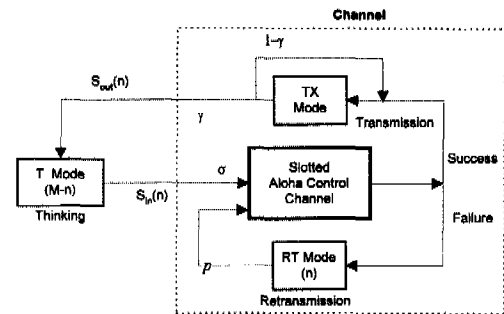 Channel
1-γ
S_out(n)
TX
Mode
γ
Transmission
T Mode
(M-n)
Thinking
S_in(n)
σ
Slotted
Aloha Control
Channel
Success
Failure
p
RT Mode
(n)
Retransmission